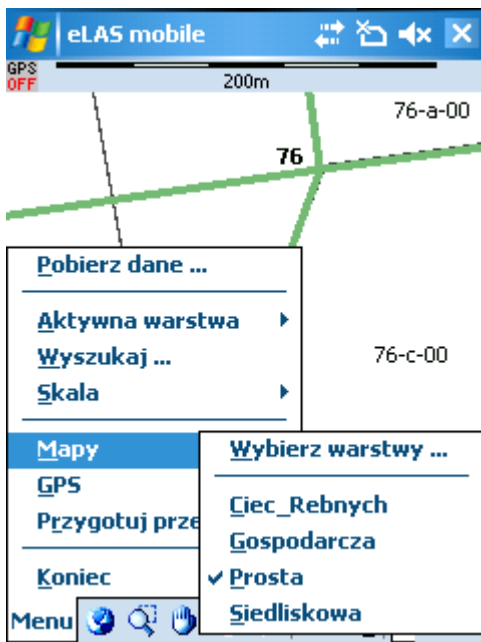 eLAS mobile
GPS
OFF
200m
76-a-00
76
Pobierz dane ...
Aktywna warstwa
Wyszukaj ...
76-c-00
Skala
Mapy
Wybierz warstwy ...
GPS
Przygotuj prze
Ciec_Rebnych
Gospodarcza
Koniec
Prosta
Menu
Siedliskowa